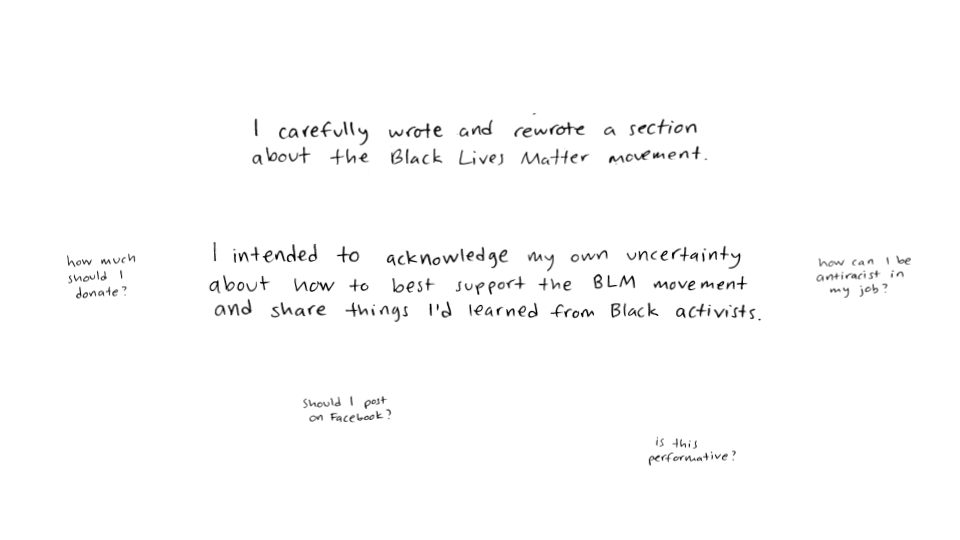 I carefully wrote and rewrote a section
about the Black Lives Matter movement.
I intended to acknowledge my own uncertainty
about how to best support the BLM movement
and share things I'd learned from Black activists.
how much
should I
donate?
how can I be
antiracist in
my job?
Should I post
on Facebook?
is this
performative?